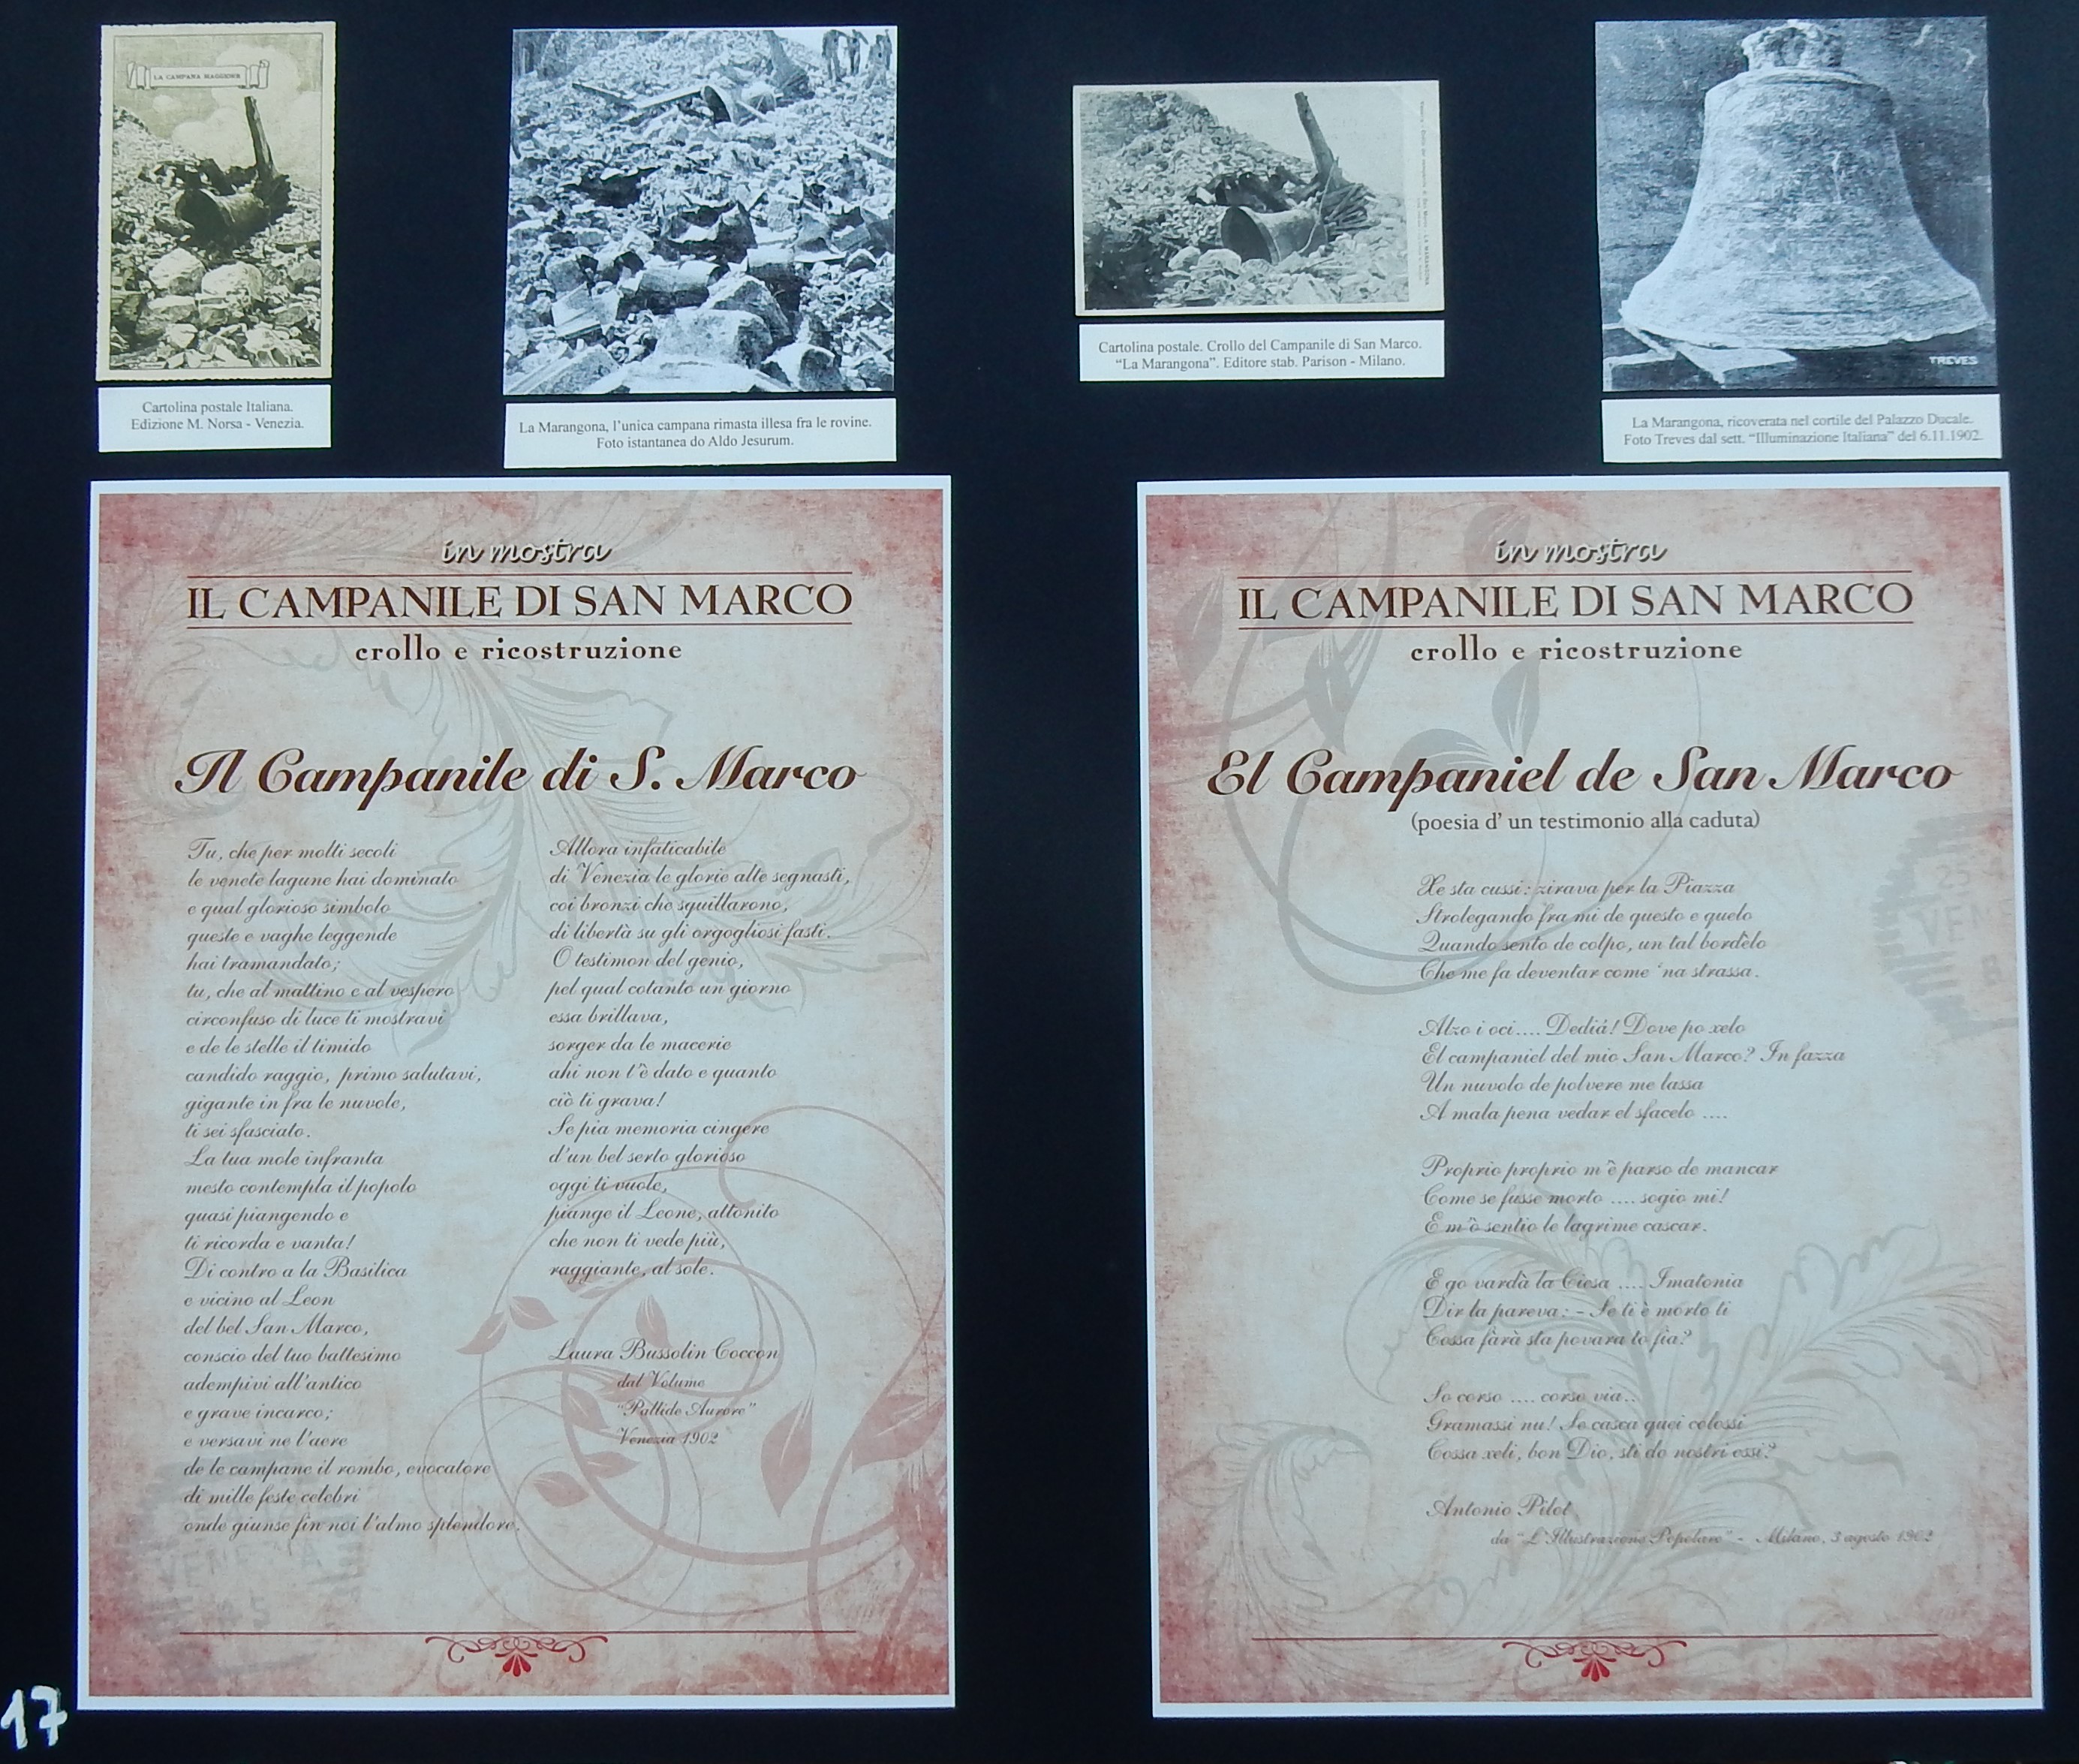 LA CAMPANA MAGGIORE
Cartolina postale Italiana.
Edizione M. Norsa - Venezia.
La Marangona, l'unica campana rimasta illesa fra le rovine.
Foto istantanea do Aldo Jesurum.
Cartolina postale. Crollo del Campanile di San Marco.
"La Marangona". Editore stab. Parison - Milano.
TREVES
La Marangona, ricoverata nel cortile del Palazzo Ducale.
Foto Treves dal sett. "Illuminazione Italiana" del 6.11.1902.
in mostra
IL CAMPANILE DI SAN MARCO
crollo e ricostruzione
Il Campanile di S. Marco
Tu, che per molti secoli
le venete lagune hai dominato
e qual glorioso simbolo
queste e vaghe leggende
hai tramandato;
tu, che al mattino e al vespero
circonfuso di luce ti mostravi
e de le stelle il timido
candido raggio, primo salutavi,
gigante in fra le nuvole,
ti sei sfasciato.
La tua mole infranta
mesto contempla il popolo
quasi piangendo e
ti ricorda e vanta!
Di contro a la Basilica
e vicino al Leon
del bel San Marco,
conscio del tuo battesimo
adempivi all'antico
e grave incarco;
e versavi ne l'aere
de le campane il rombo, evocatore
di mille feste celebri
onde giunse fin noi l'almo splendore.
Allora infaticabile
di Venezia le glorie alte segnasti,
coi bronzi che squillarono,
di libertà su gli orgogliosi fasti.
O testimon del genio,
pel qual cotanto un giorno
essa brillava,
sorger da le macerie
ahi non t'è dato e quanto
ciò ti grava!
Se pia memoria cingere
d'un bel serto glorioso
oggi ti vuole,
piange il Leone, attonito
che non ti vede più,
raggiante, al sole.
Laura Bussolin Coccon
dal Volume
"Pallide Aurore"
Venezia 1902
in mostra
IL CAMPANILE DI SAN MARCO
crollo e ricostruzione
El Campaniel de San Marco
(poesia d' un testimonio alla caduta)
Xe sta cussì: zirava per la Piazza
Strolegando fra mi de questo e quelo
Quando sento de colpo, un tal bordèlo
Che me fa deventar come 'na strassa.
Alzo i oci.... Dedià! Dove po xelo
El campaniel del mio San Marco? In fazza
Un nuvolo de polvere me lassa
A mala pena vedar el sfacelo ....
Proprio proprio m'è parso de mancar
Come se fusse morto .... sogio mi!
E m'ò sentio le lagrime cascar.
E go vardà la Ciesa .... Imatonia
Dir la pareva: - Se ti è morto ti
Cossa farà sta povara to fia?
So corso .... corso via..
Gramassi nu! Se casca quei colossi
Cossa xeli, bon Dio, sti do nostri ossi?
Antonio Pilot
da "L'Illustrazione Popolare" - Milano, 3 agosto 1902
17